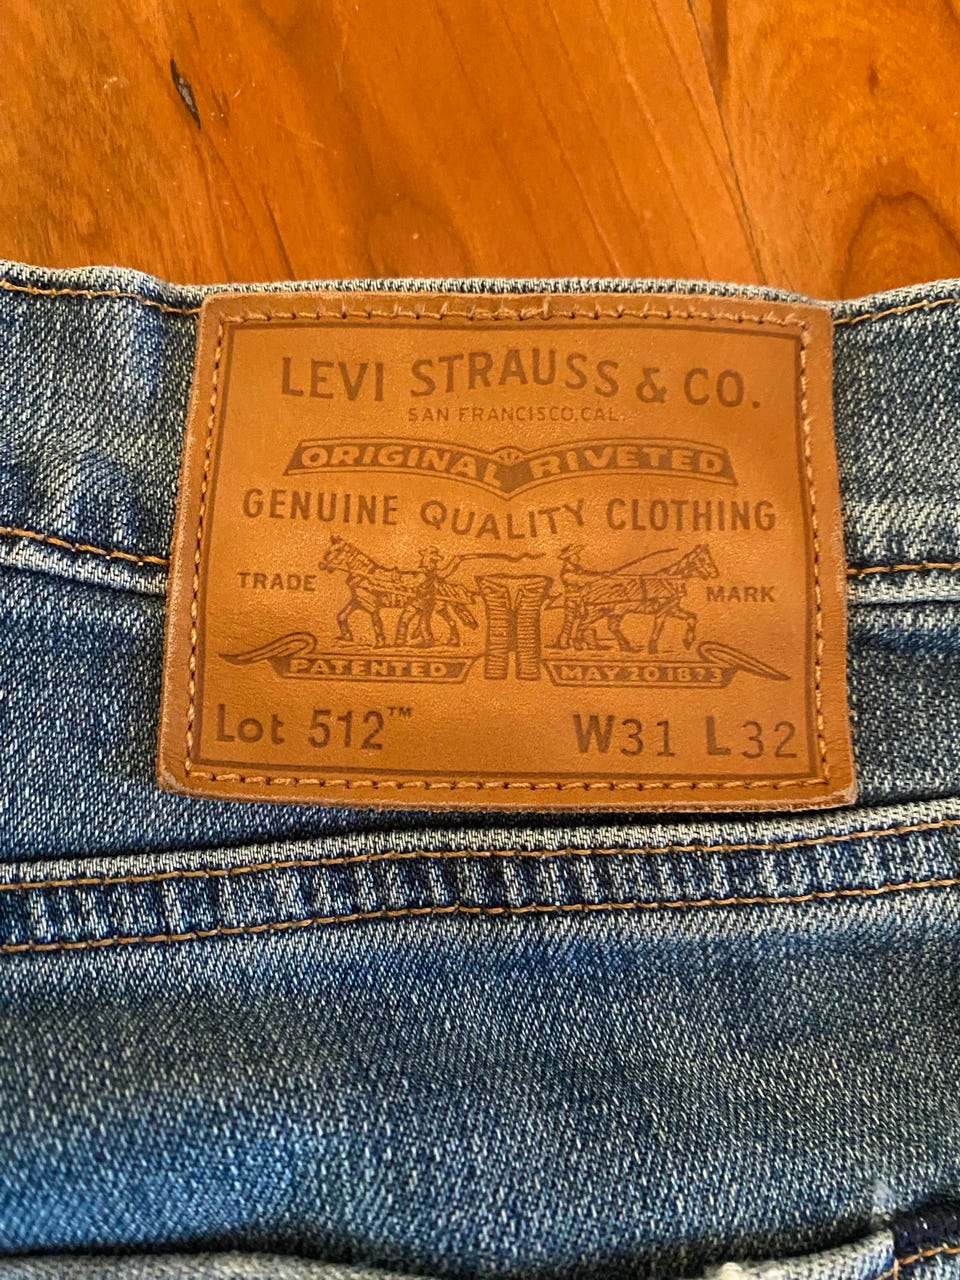 LEVI STRAUSS & CO.
SAN FRANCISCO, CAL.
ORIGINAL RIVETED
GENUINE QUALITY CLOTHING
TRADE MARK
PATENTED MAY 20 1873
Lot 512™ W31 L32